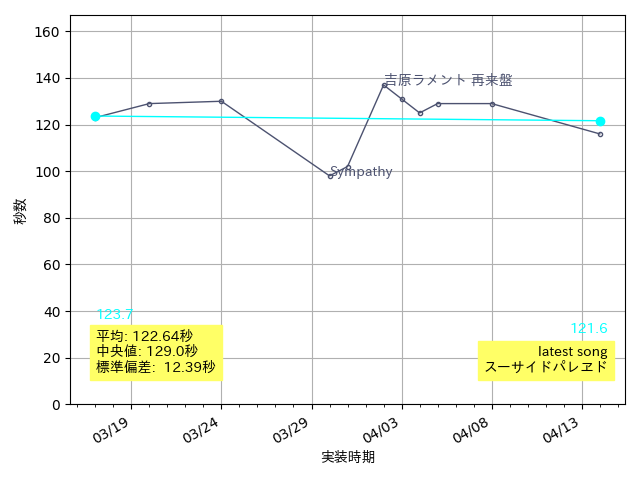 160
140
120
100
80
60
40
20
0
秒数
吉原ラメント 再来盤
Sympathy
123.7
平均: 122.64秒
中央値: 129.0秒
標準偏差: 12.39秒
121.6
latest song
スーサイドパレヱド
03/19
03/24
03/29
04/03
04/08
04/13
実装時期